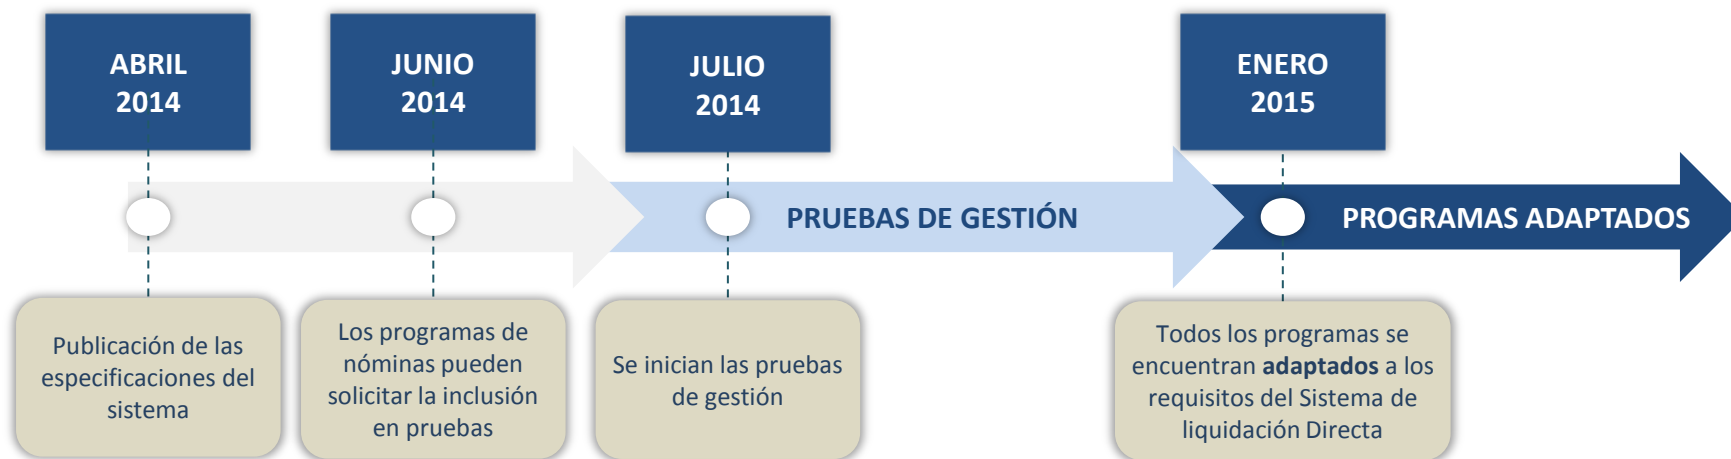 ABRIL
2014
JUNIO
2014
JULIO
2014
ENERO
2015
PRUEBAS DE GESTIÓN
PROGRAMAS ADAPTADOS
Publicación de las
especificaciones del
sistema
Los programas de
nóminas pueden
solicitar la inclusión
en pruebas
Se inician las pruebas
de gestión
Todos los programas se
encuentran adaptados a los
requisitos del Sistema de
liquidación Directa